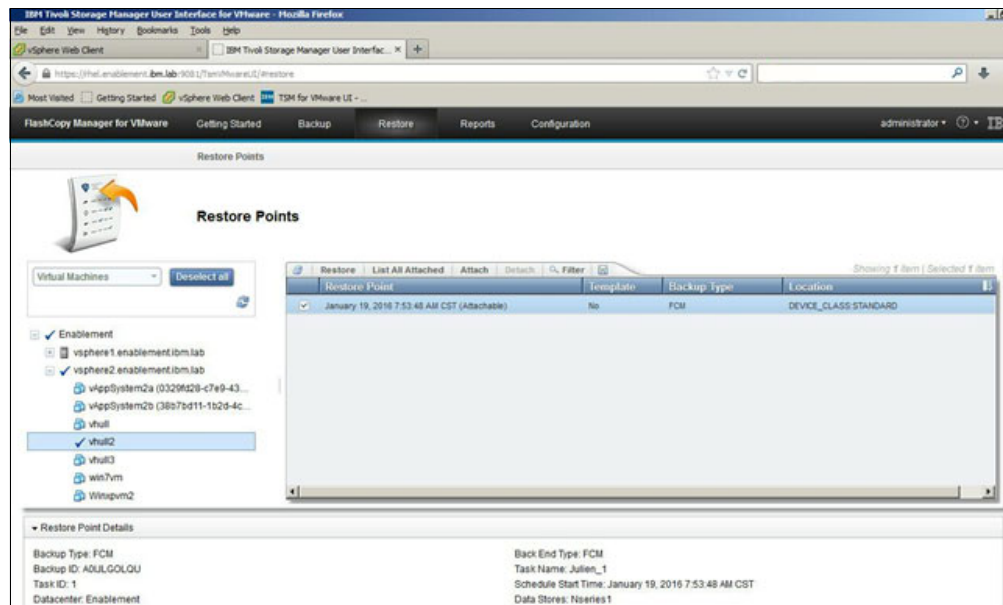 IBM Tivoli Storage Manager User Interface for VMware - Mozilla Firefox
File Edit View History Bookmarks Tools Help
vSphere Web Client × IBM Tivoli Storage Manager User Interfac... × +
https://rhel.enablement.ibm.lab:9081/TsmVMwareUI/#restore
Most Visited Getting Started vSphere Web Client TSM for VMware UI - ...
FlashCopy Manager for VMware Getting Started Backup Restore Reports Configuration administrator IB
Restore Points
Restore Points
Virtual Machines Deselect all
Restore List All Attached Attach Detach Filter Showing 1 item | Selected 1 item
Restore Point Template Backup Type Location
January 19, 2016 7:53:48 AM CST (Attachable) No FCM DEVICE_CLASS:STANDARD
Enablement
vsphere1.enablement.ibm.lab
vsphere2.enablement.ibm.lab
vAppSystem2a (0329fd28-c7e9-43...
vAppSystem2b (38b7bd11-1b2d-4c...
vhull
vhull2
vhull3
win7vm
Winxpvm2
Restore Point Details
Backup Type: FCM Back End Type: FCM
Backup ID: A0IJLGOLQU Task Name: Julien_1
Task ID: 1 Schedule Start Time: January 19, 2016 7:53:48 AM CST
Datacenter: Enablement Data Stores: Nseries1